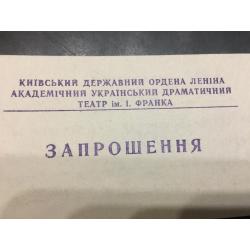 КИЇВСЬКИЙ ДЕРЖАВНИЙ ОРДЕНА ЛЕНІНА
АКАДЕМІЧНИЙ УКРАЇНСЬКИЙ ДРАМАТИЧНИЙ
ТЕАТР ім. І. ФРАНКА
ЗАПРОШЕННЯ